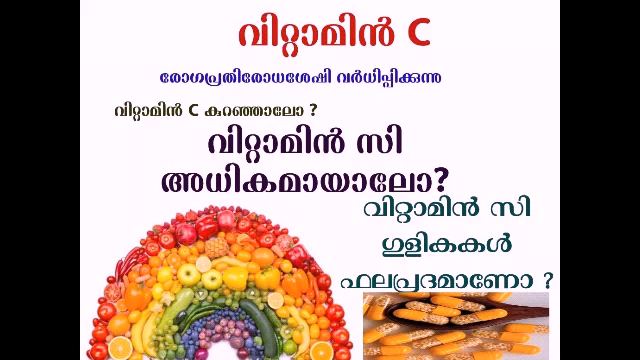 വിറ്റാമിൻ C
രോഗപ്രതിരോധശേഷി വർധിപ്പിക്കുന്നു
വിറ്റാമിൻ C കുറഞ്ഞാലോ ?
വിറ്റാമിൻ സി
അധികമായാലോ?
വിറ്റാമിൻ സി
ഗുളികകൾ
ഫലപ്രദമാണോ ?